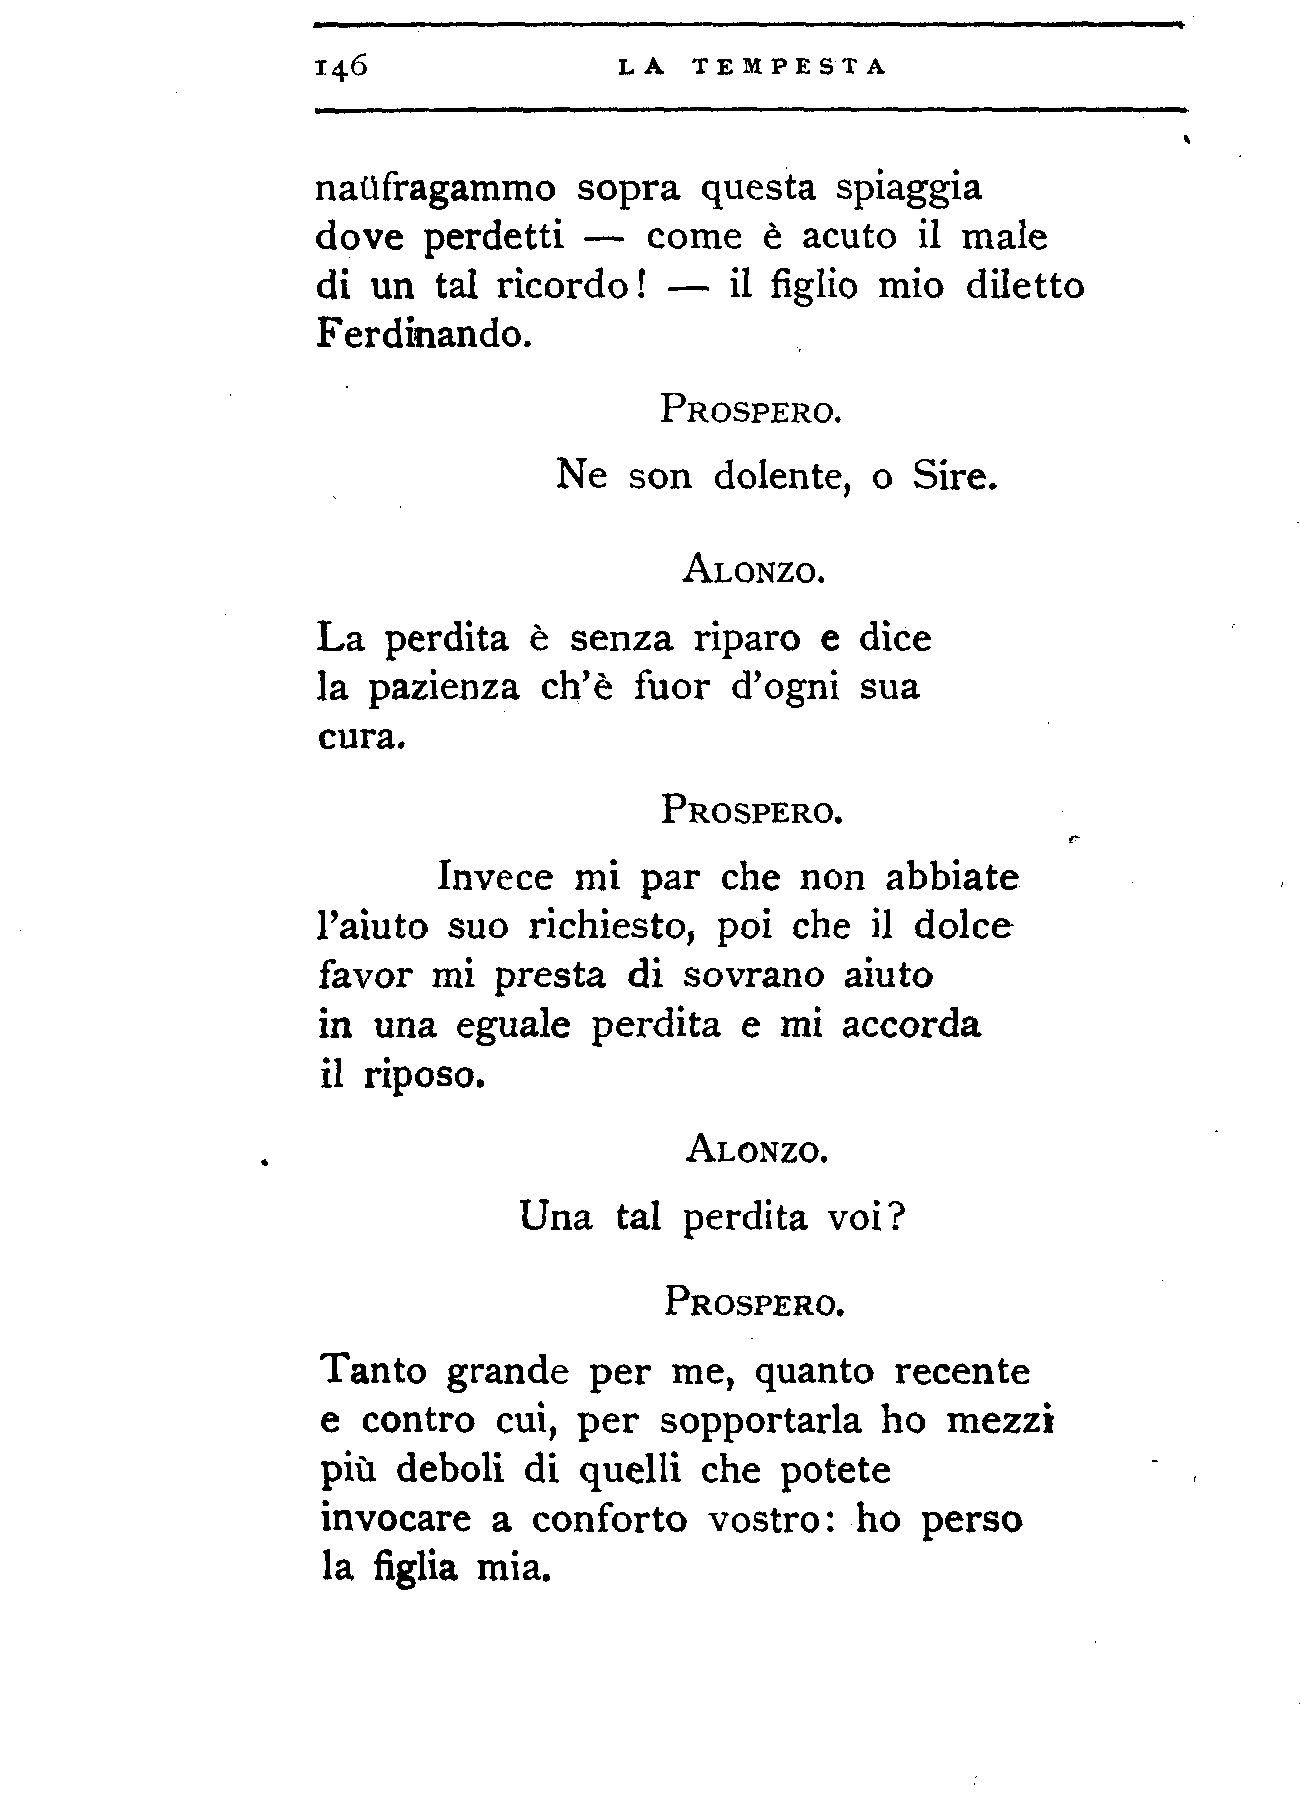 146 LA TEMPESTA
naüfragammo sopra questa spiaggia
dove perdetti — come è acuto il male
di un tal ricordo! — il figlio mio diletto
Ferdinando.
PROSPERO.
Ne son dolente, o Sire.
ALONZO.
La perdita è senza riparo e dice
la pazienza ch'è fuor d'ogni sua
cura.
PROSPERO.
Invece mi par che non abbiate
l'aiuto suo richiesto, poi che il dolce
favor mi presta di sovrano aiuto
in una eguale perdita e mi accorda
il riposo.
ALONZO.
Una tal perdita voi?
PROSPERO.
Tanto grande per me, quanto recente
e contro cui, per sopportarla ho mezzi
più deboli di quelli che potete
invocare a conforto vostro: ho perso
la figlia mia.